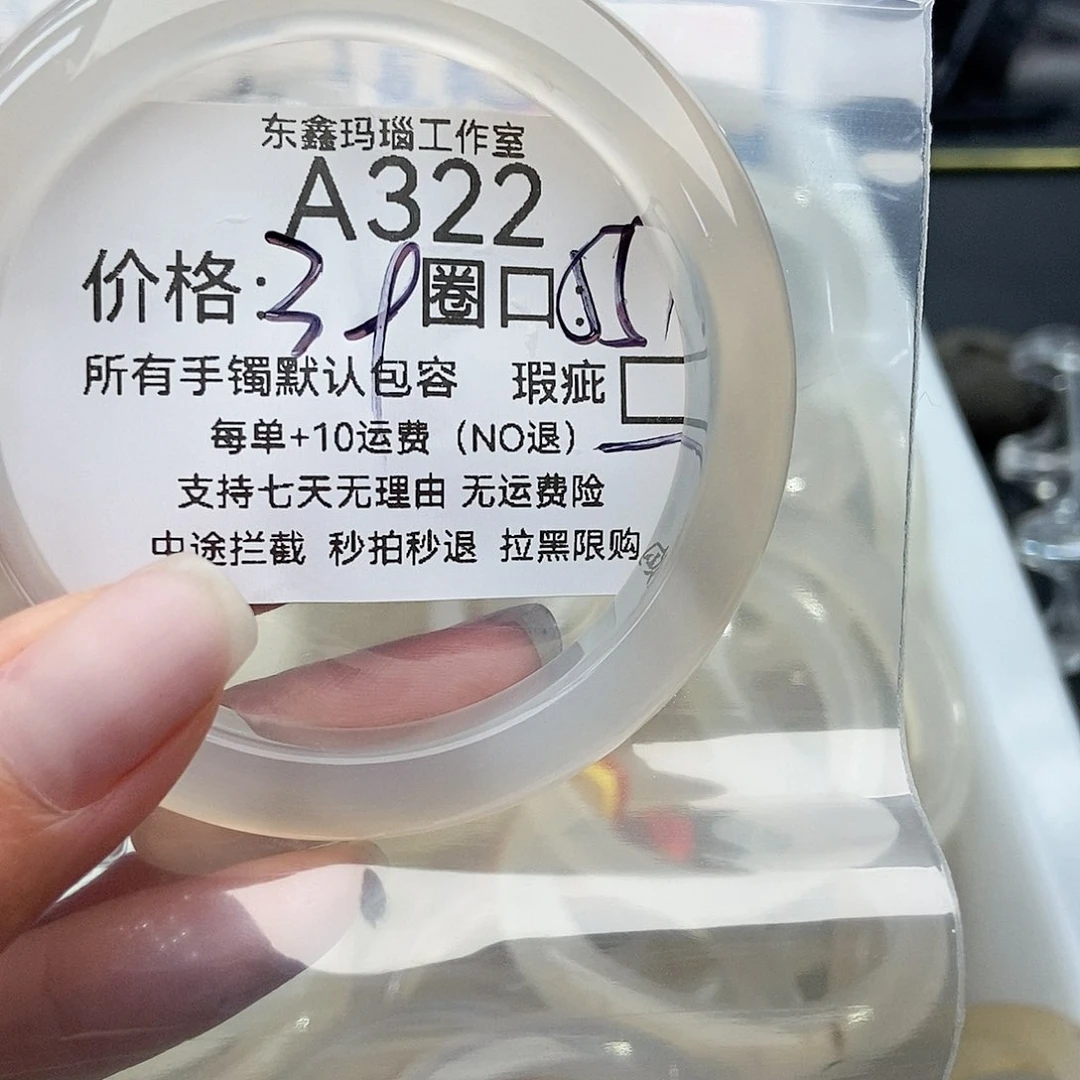 东鑫玛瑙工作室
A322
价格:39圈口:
所有手镯默认包容 瑕疵
每单+10运费（NO退）
支持七天无理由 无运费险
中途拦截 秒拍秒退 拉黑限购